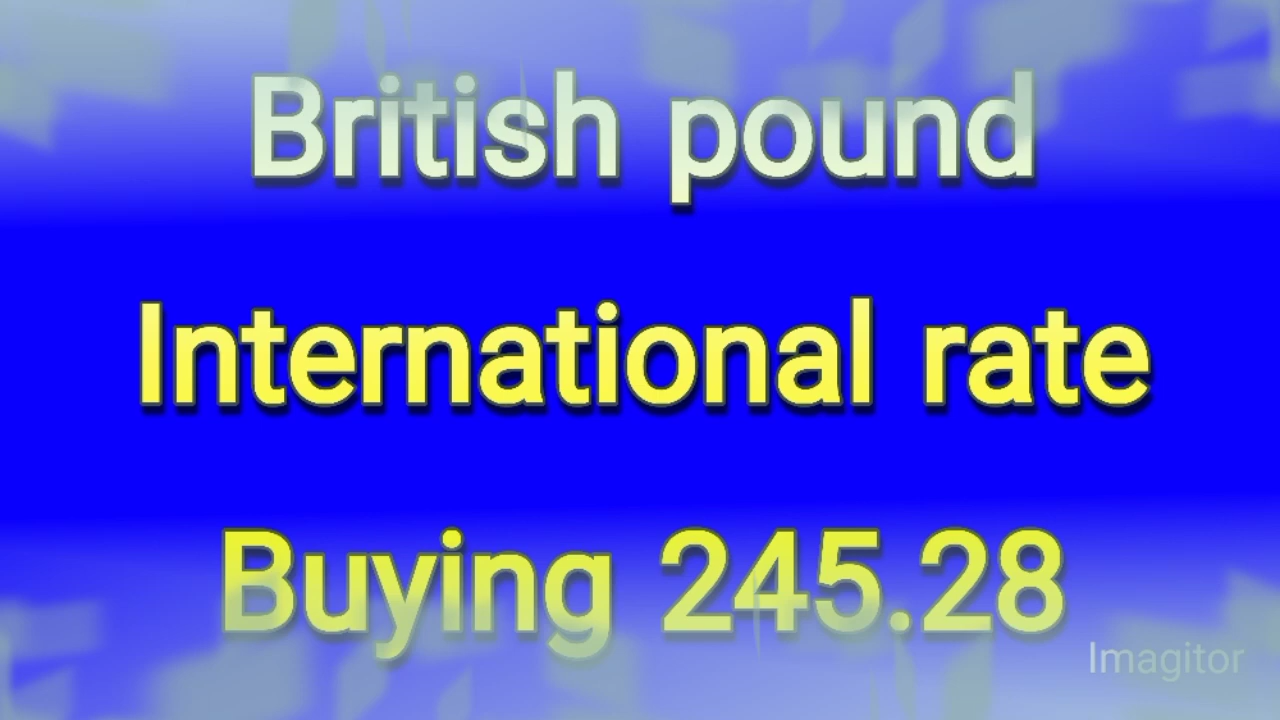 British pound
International rate
Buying 245.28
Imagitor